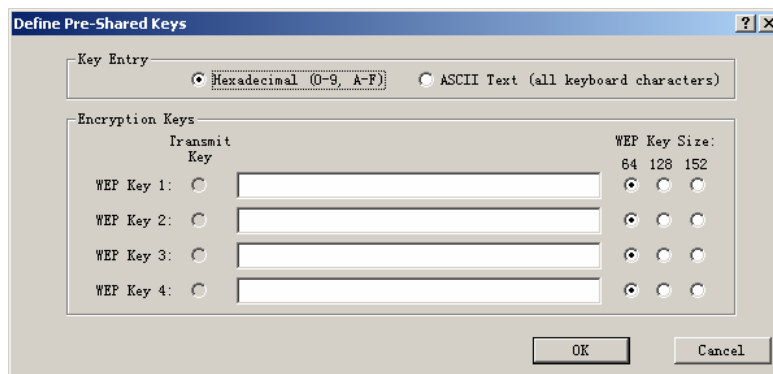 Define Pre-Shared Keys
Key Entry
Hexadecimal (0-9, A-F) ASCII Text (all keyboard characters)
Encryption Keys
Transmit Key WEP Key Size:
64 128 152
WEP Key 1:
WEP Key 2:
WEP Key 3:
WEP Key 4:
OK Cancel